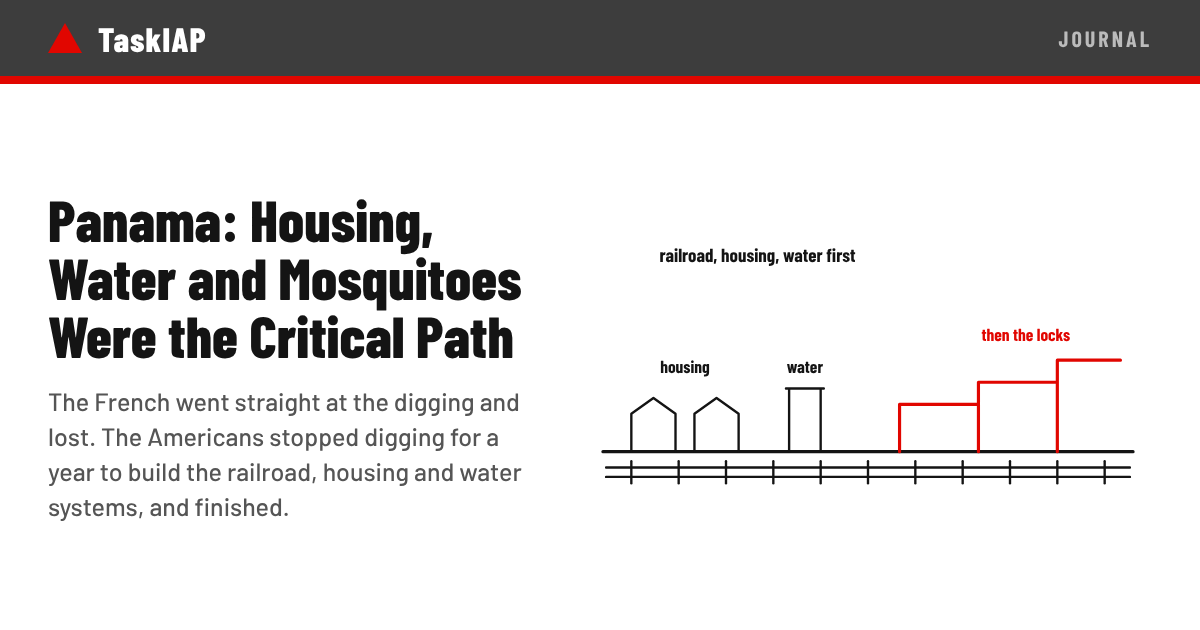 TaskIAP
JOURNAL
Panama: Housing,
Water and Mosquitoes
Were the Critical Path
The French went straight at the digging and
lost. The Americans stopped digging for a
year to build the railroad, housing and water
systems, and finished.
railroad, housing, water first
then the locks
housing
water